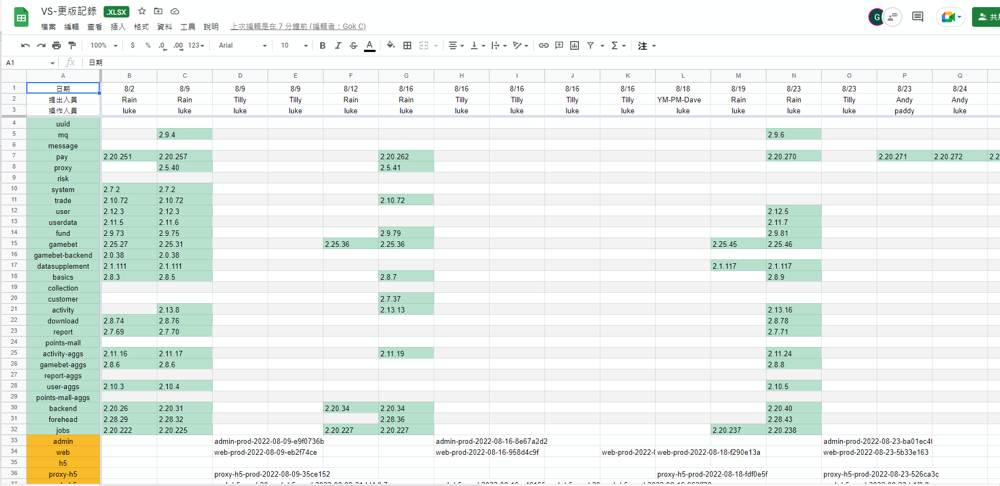 VS-更版記錄 .XLSX
檔案 編輯 查看 插入 格式 資料 工具 說明 上次編輯是在 7 分鐘前 (編輯者：Gok C)
G
共
100% $ % .0 .00 123 Arial 10 B I S A Σ 注
A1 fx 日期
A B C D E F G H I J K L M N O P Q
1 日期 8/2 8/9 8/9 8/9 8/12 8/16 8/16 8/16 8/16 8/16 8/18 8/19 8/23 8/23 8/23 8/24
2 提出人員 Rain Rain Tilly Tilly Rain Rain Tilly Tilly Tilly Tilly YM-PM-Dave Rain Rain Tilly Andy Andy
3 操作人員 luke luke luke luke luke luke luke luke luke luke luke luke luke luke paddy luke
4 uuid
5 mq 2.9.4 2.9.6
6 message
7 pay 2.20.251 2.20.257 2.20.262 2.20.270 2.20.271 2.20.272 2.2
8 proxy 2.5.40 2.5.41
9 risk
10 system 2.7.2 2.7.2
11 trade 2.10.72 2.10.72 2.10.72
12 user 2.12.3 2.12.3 2.12.5
13 userdata 2.11.5 2.11.6 2.11.7
14 fund 2.9.73 2.9.75 2.9.79 2.9.81
15 gamebet 2.25.27 2.25.31 2.25.36 2.25.36 2.25.45 2.25.46
16 gamebet-backend 2.0.38 2.0.38
17 datasupplement 2.1.111 2.1.111 2.1.117 2.1.117
18 basics 2.8.3 2.8.5 2.8.7 2.8.9
19 collection
20 customer 2.7.37
21 activity 2.13.8 2.13.13 2.13.16
22 download 2.8.74 2.8.76 2.8.78
23 report 2.7.69 2.7.70 2.7.71
24 points-mall
25 activity-aggs 2.11.16 2.11.17 2.11.19 2.11.24
26 gamebet-aggs 2.8.6 2.8.6 2.8.8
27 report-aggs
28 user-aggs 2.10.3 2.10.4 2.10.5
29 points-mall-aggs
30 backend 2.20.26 2.20.31 2.20.34 2.20.34 2.20.40
31 forehead 2.28.29 2.28.32 2.28.36 2.28.43
32 jobs 2.20.222 2.20.225 2.20.227 2.20.227 2.20.237 2.20.238
33 admin admin-prod-2022-08-09-e9f0736b admin-prod-2022-08-16-8e67a2d2 admin-prod-2022-08-23-ba01ec4
34 web web-prod-2022-08-09-eb2f74ce web-prod-2022-08-16-958d4c9f web-prod-2022- web-prod-2022-08-18-f290e13a web-prod-2022-08-23-5b33e163
35 h5
36 proxy-h5 proxy-h5-prod-2022-08-09-35ce152 proxy-h5-prod-2022-08-18-fdf0e5f proxy-h5-prod-2022-08-23-526ca3c
37